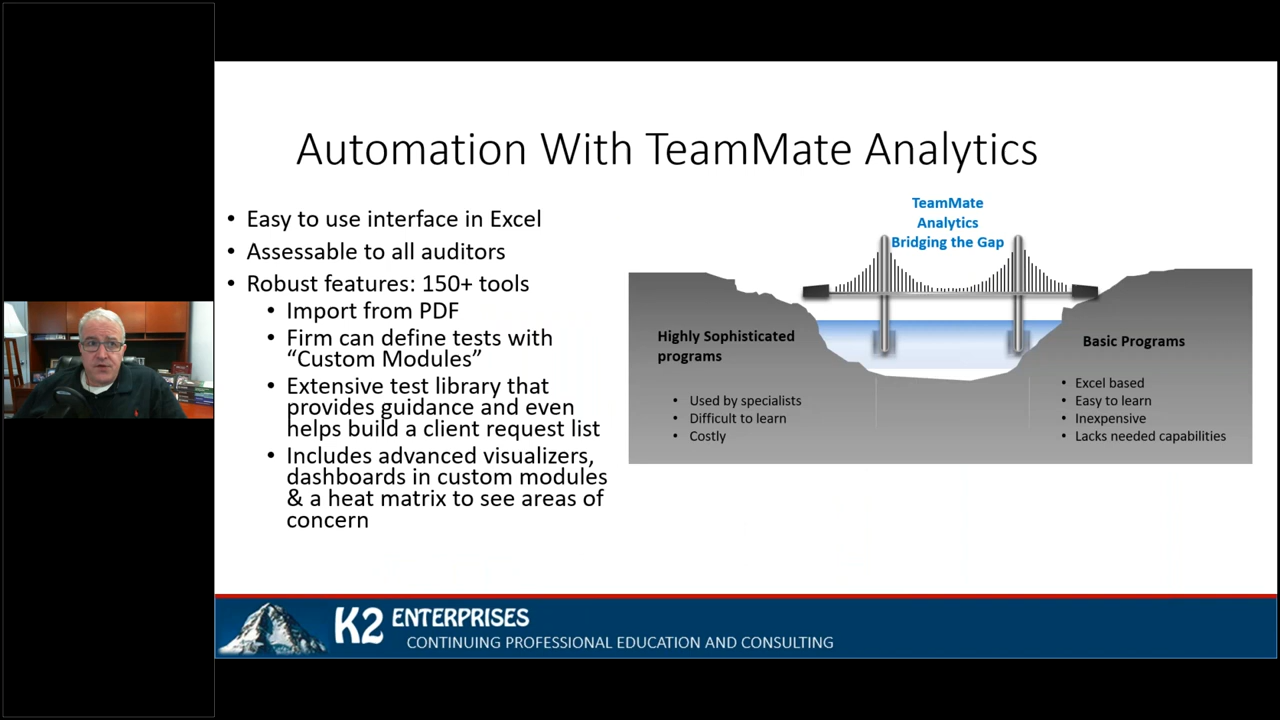 Automation With TeamMate Analytics
• Easy to use interface in Excel
• Assessable to all auditors
• Robust features: 150+ tools
• Import from PDF
• Firm can define tests with
“Custom Modules”
• Extensive test library that
provides guidance and even
helps build a client request list
• Includes advanced visualizers,
dashboards in custom modules
& a heat matrix to see areas of
concern
TeamMate
Analytics
Bridging the Gap
Highly Sophisticated
programs
• Used by specialists
• Difficult to learn
• Costly
Basic Programs
• Excel based
• Easy to learn
• Inexpensive
• Lacks needed capabilities
K2 ENTERPRISES
CONTINUING PROFESSIONAL EDUCATION AND CONSULTING